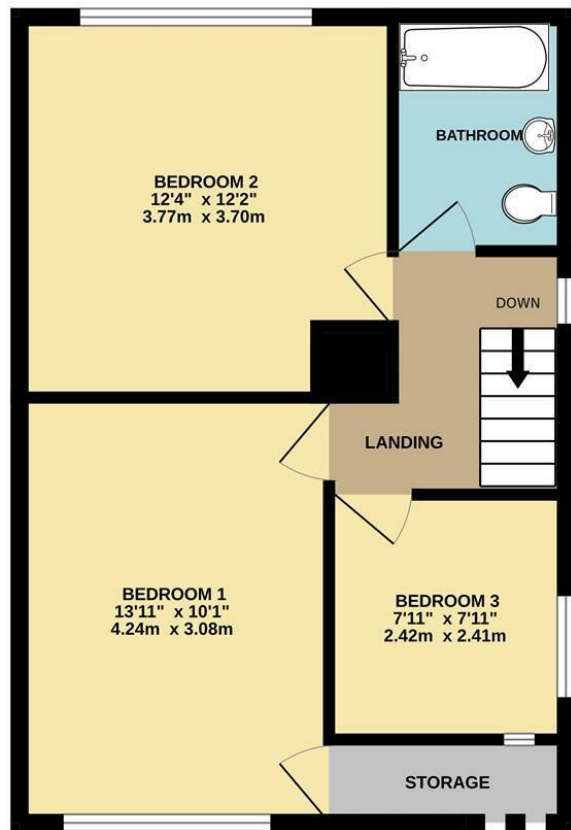 BEDROOM 2
12'4" x 12'2"
3.77m x 3.70m
BATHROOM
DOWN
LANDING
BEDROOM 1
13'11" x 10'1"
4.24m x 3.08m
BEDROOM 3
7'11" x 7'11"
2.42m x 2.41m
STORAGE